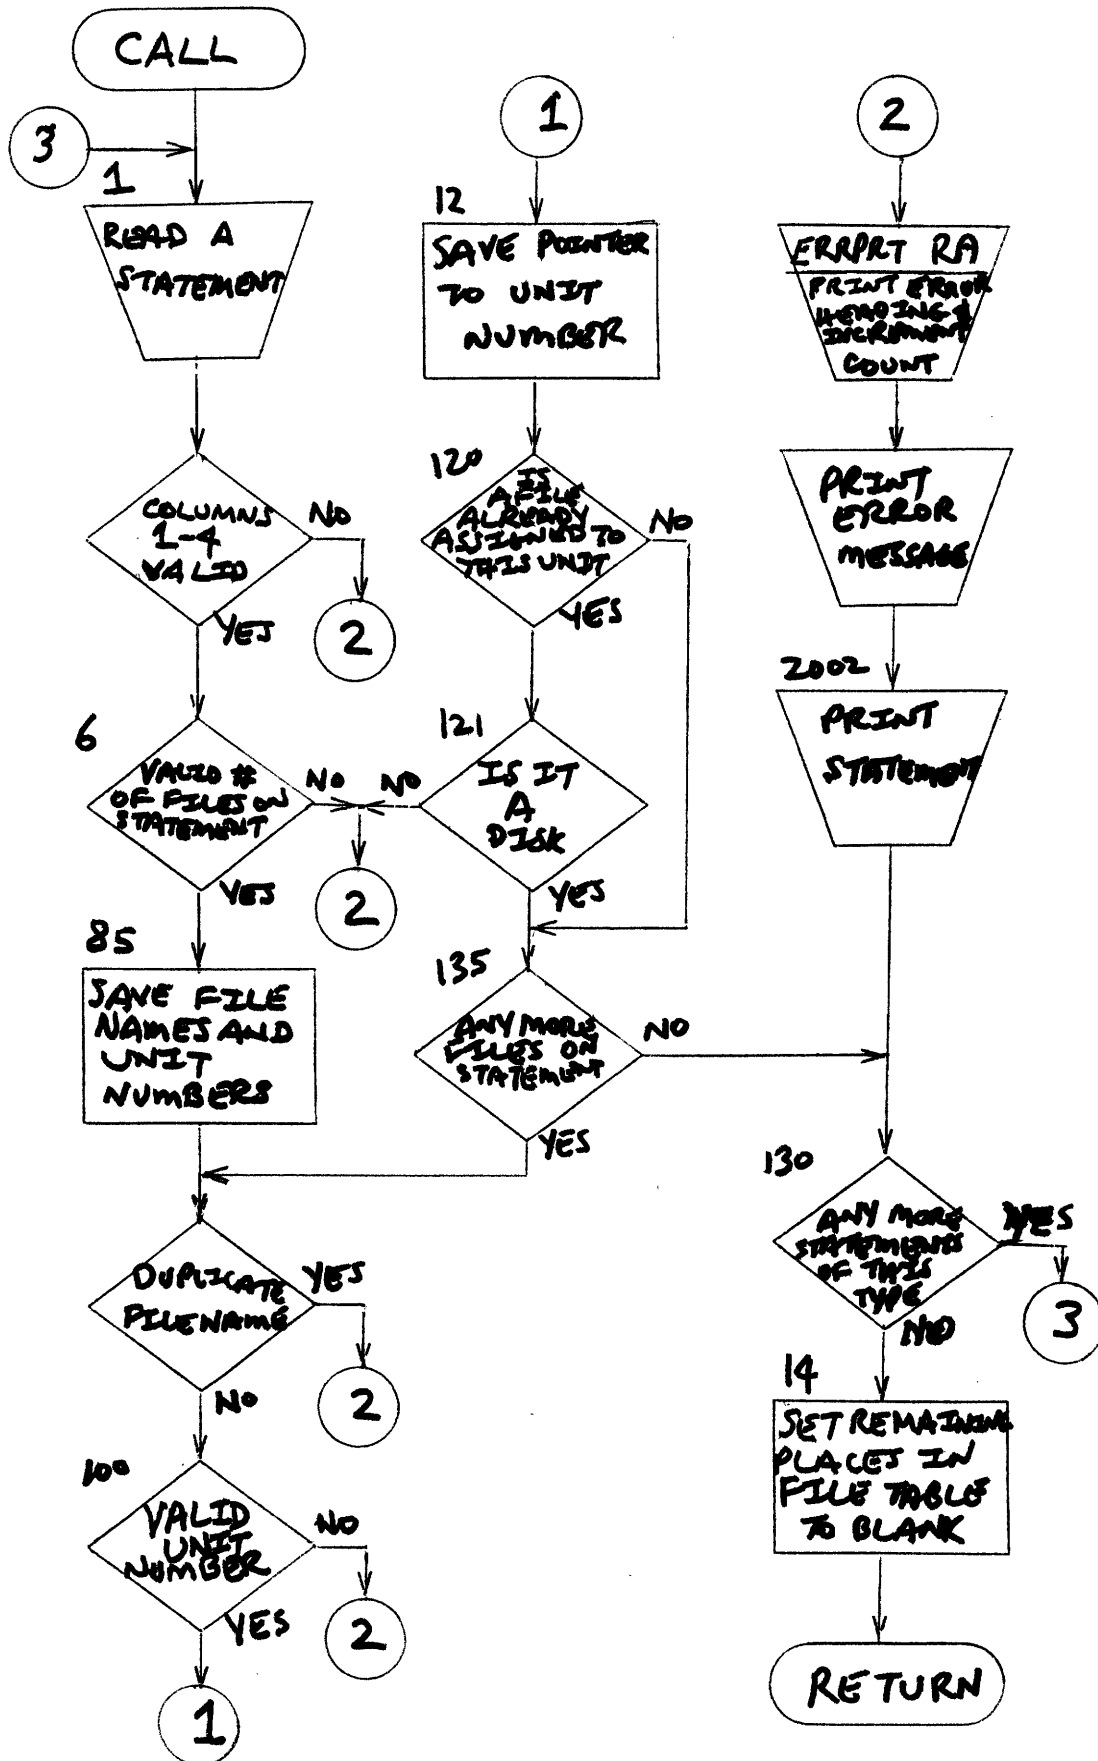 CALL
3
1
READ A
STATEMENT
COLUMNS
1-4
VALID
NO
YES
2
6
VALID #
OF FILES ON
STATEMENT
NO
YES
2
85
SAVE FILE
NAMES AND
UNIT
NUMBERS
DUPLICATE
FILENAME
YES
NO
2
100
VALID
UNIT
NUMBER
NO
YES
2
1
1
12
SAVE POINTER
TO UNIT
NUMBER
120
IS
A FILE
ALREADY
ASSIGNED TO
THIS UNIT
NO
YES
121
IS IT
A
DISK
NO
YES
135
ANY MORE
FILES ON
STATEMENT
NO
YES
2
ERRPRT RA
PRINT ERROR
HEADING &
INCREMENT
COUNT
PRINT
ERROR
MESSAGE
2002
PRINT
STATEMENT
130
ANY MORE
STATEMENTS
OF THIS
TYPE
YES
NO
3
14
SET REMAINING
PLACES IN
FILE TABLE
TO BLANK
RETURN